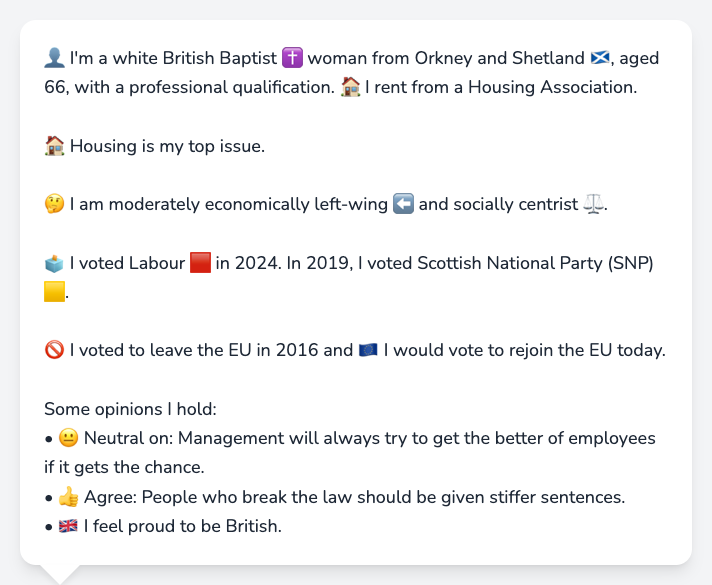 👤 I'm a white British Baptist ✝️ woman from Orkney and Shetland 🏴󠁧󠁢󠁳󠁣󠁴󠁿, aged
66, with a professional qualification. 🏠 I rent from a Housing Association.
🏠 Housing is my top issue.
🤔 I am moderately economically left-wing ⬅️ and socially centrist ⚖️.
🗳️ I voted Labour 🟥 in 2024. In 2019, I voted Scottish National Party (SNP)
🟨.
🚫 I voted to leave the EU in 2016 and 🇪🇺 I would vote to rejoin the EU today.
Some opinions I hold:
• 😐 Neutral on: Management will always try to get the better of employees
if it gets the chance.
• 👍 Agree: People who break the law should be given stiffer sentences.
• 🇬🇧 I feel proud to be British.